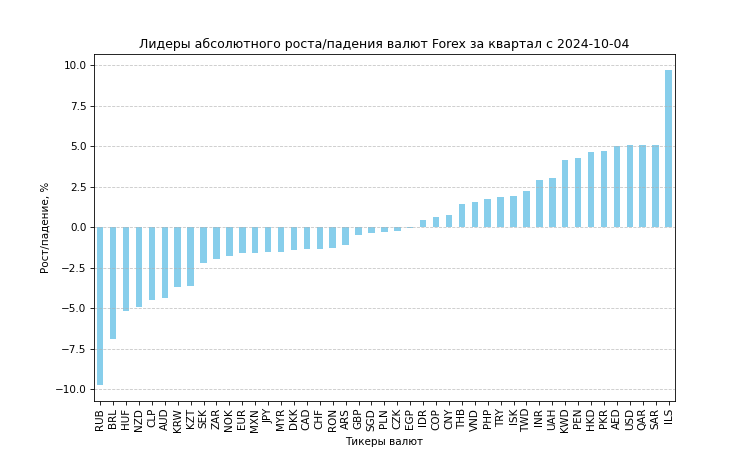 Лидеры абсолютного роста/падения валют Forex за квартал с 2024-10-04
10.0
7.5
5.0
2.5
0.0
−2.5
−5.0
−7.5
−10.0
Рост/падение, %
RUB BRL HUF NZD CLP AUD KRW KZT SEK ZAR NOK EUR MXN JPY MYR DKK CAD CHF RON ARS GBP SGD PLN CZK EGP IDR COP CNY THB VND PHP TRY ISK TWD INR UAH KWD PEN HKD PKR AED USD QAR SAR ILS
Тикеры валют